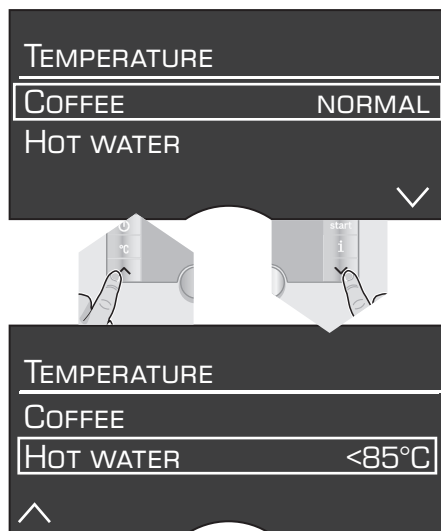 TEMPERATURE
COFFEE NORMAL
HOT WATER
°C
start
i
TEMPERATURE
COFFEE
HOT WATER <85°C